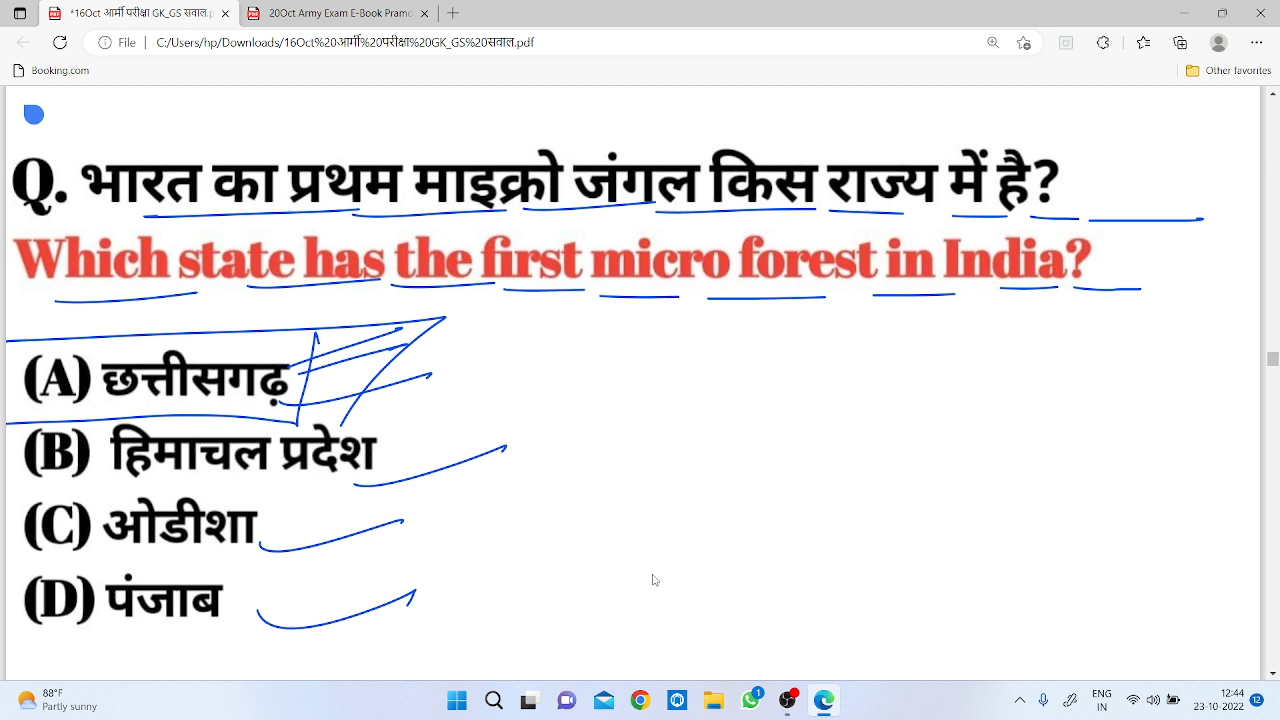 *16Oct आर्मी परीक्षा GK_GS सवाल.p
20Oct Army Exam E-Book Pramo
File
C:/Users/hp/Downloads/16Oct%20आर्मी%20परीक्षा%20GK_GS%20सवाल.pdf
Booking.com
Other favorites
Q. भारत का प्रथम माइक्रो जंगल किस राज्य में है?
Which state has the first micro forest in India?
(A) छत्तीसगढ़
(B) हिमाचल प्रदेश
(C) ओडीशा
(D) पंजाब
88°F
Partly sunny
1
ENG
IN
23-10-2022
12